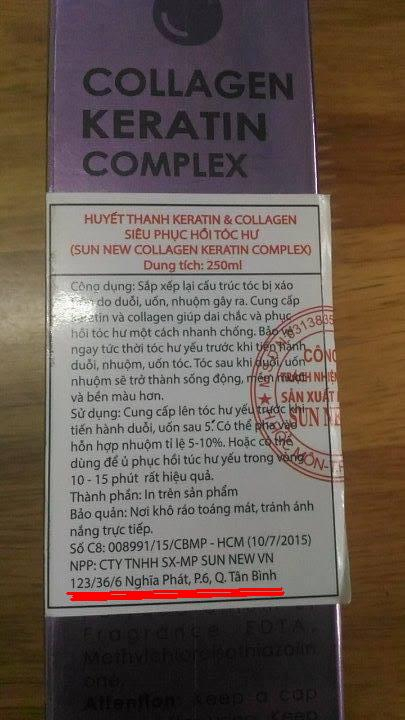 COLLAGEN
KERATIN
COMPLEX
HUYẾT THANH KERATIN & COLLAGEN
SIÊU PHỤC HỒI TÓC HƯ
(SUN NEW COLLAGEN KERATIN COMPLEX)
Dung tích: 250ml
Công dụng: Sắp xếp lại cấu trúc tóc bị xáo
do duỗi, uốn, nhuộm gây ra. Cung cấp
keratin và collagen giúp dai chắc và phục
hồi tóc hư một cách nhanh chóng. Bảo vệ
ngay tức thời tóc hư yếu trước khi tiến hành
duỗi, nhuộm, uốn tóc. Tóc sau khi duỗi, uốn
nhuộm sẽ trở thành sống động, mềm mượt
và bền màu hơn.
Sử dụng: Cung cấp lên tóc hư yếu trước khi
tiến hành duỗi, uốn sau 5'. Có thể pha vào
hỗn hợp nhuộm tỉ lệ 5-10%. Hoặc có thể
dùng để ủ phục hồi túc hư yếu trong vòng
10 - 15 phút rất hiệu quả.
Thành phần: In trên sản phẩm
Bảo quản: Nơi khô ráo toáng mát, tránh ánh
nắng trực tiếp.
Số C8: 008991/15/CBMP - HCM (10/7/2015)
NPP: CTY TNHH SX-MP SUN NEW VN
123/36/6 Nghĩa Phát, P.6, Q. Tân Bình
CÔNG
TRÁCH NHIỆM
SẢN XUẤT
SUN NEW
Fragrance EDTA,
Methylchloroisothiazolin
one.
Attention: Keep a cap